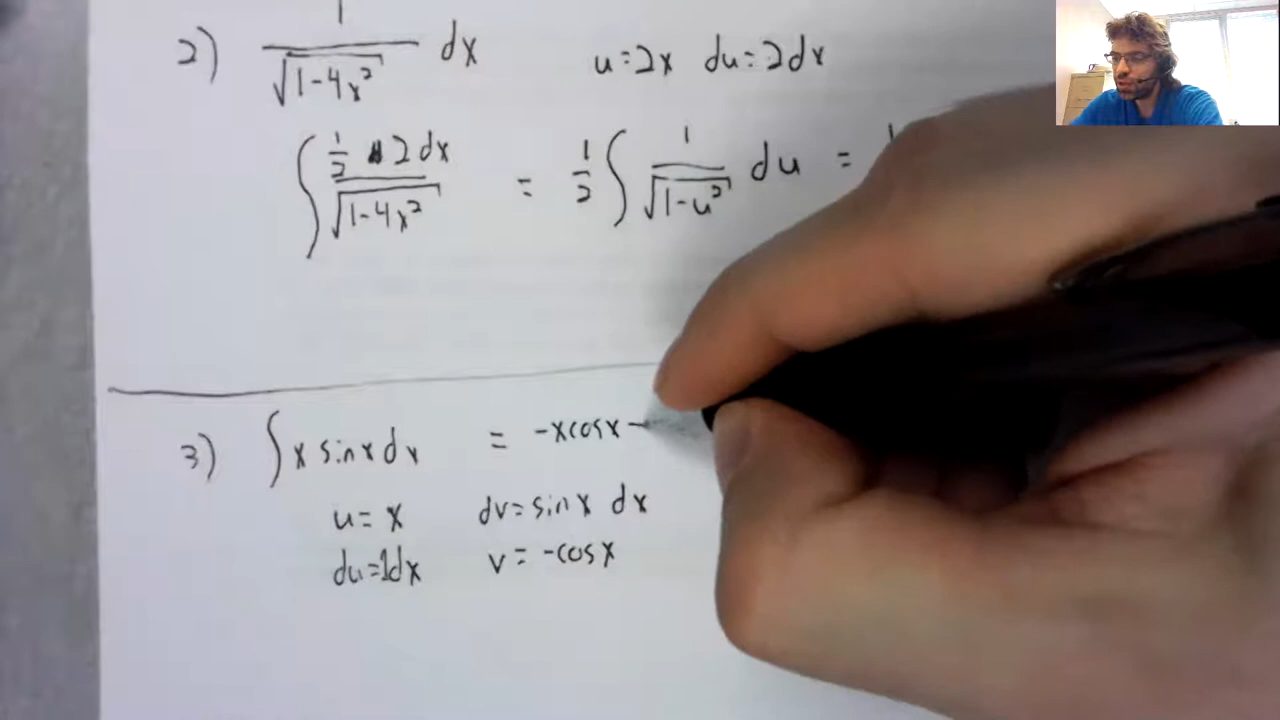 2) 1/√(1-4x²) dx u=2x du=2dx
∫ (1/2 · 2dx)/√(1-4x²) = 1/2 ∫ 1/√(1-u²) du =
3) ∫ x sin x dx = -x cos x -
u = x dv = sin x dx
du = 1dx v = -cos x